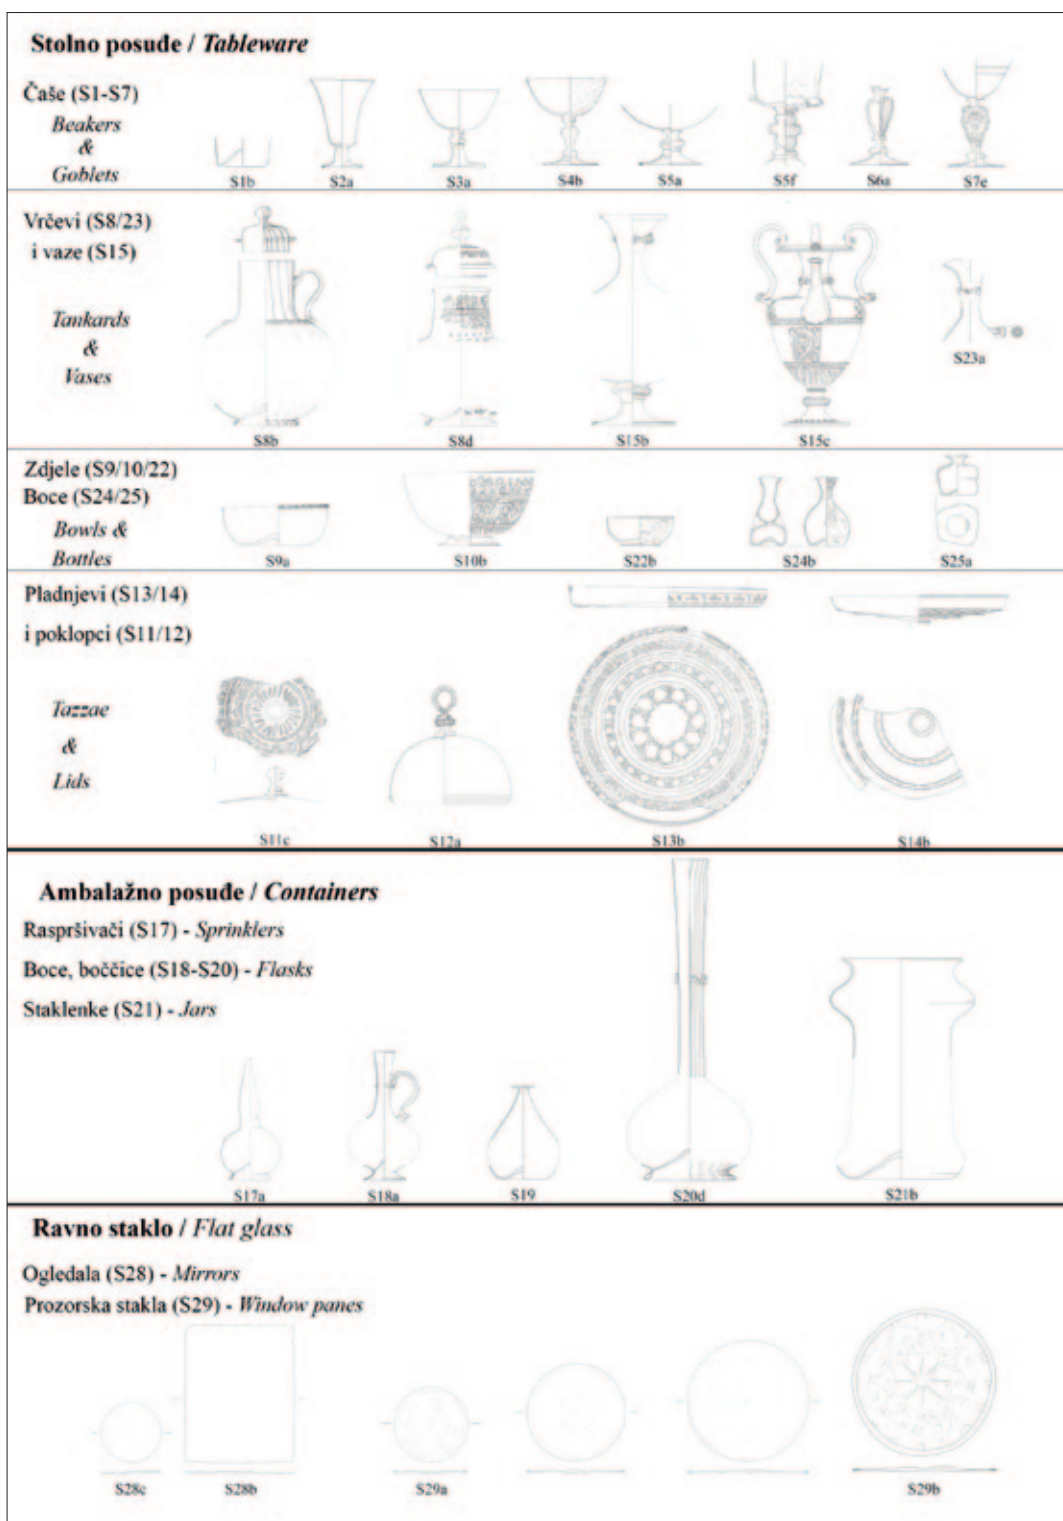 Stolno posuđe / Tableware
Čaše (S1-S7)
Beakers
&
Goblets
S1b S2a S3a S4b S5a S5f S6a S7e
Vrčevi (S8/23)
i vaze (S15)
Tankards
&
Vases
S23a
S8b S8d S15b S15c
Zdjele (S9/10/22)
Boce (S24/25)
Bowls &
Bottles
S9a S10b S22b S24b S25a
Pladnjevi (S13/14)
i poklopci (S11/12)
Tazzae
&
Lids
S11c S12a S13b S14b
Ambalažno posuđe / Containers
Raspršivači (S17) - Sprinklers
Boce, boččice (S18-S20) - Flasks
Staklenke (S21) - Jars
S17a S18a S19 S20d S21b
Ravno staklo / Flat glass
Ogledala (S28) - Mirrors
Prozorska stakla (S29) - Window panes
S28c S28b S29a S29b